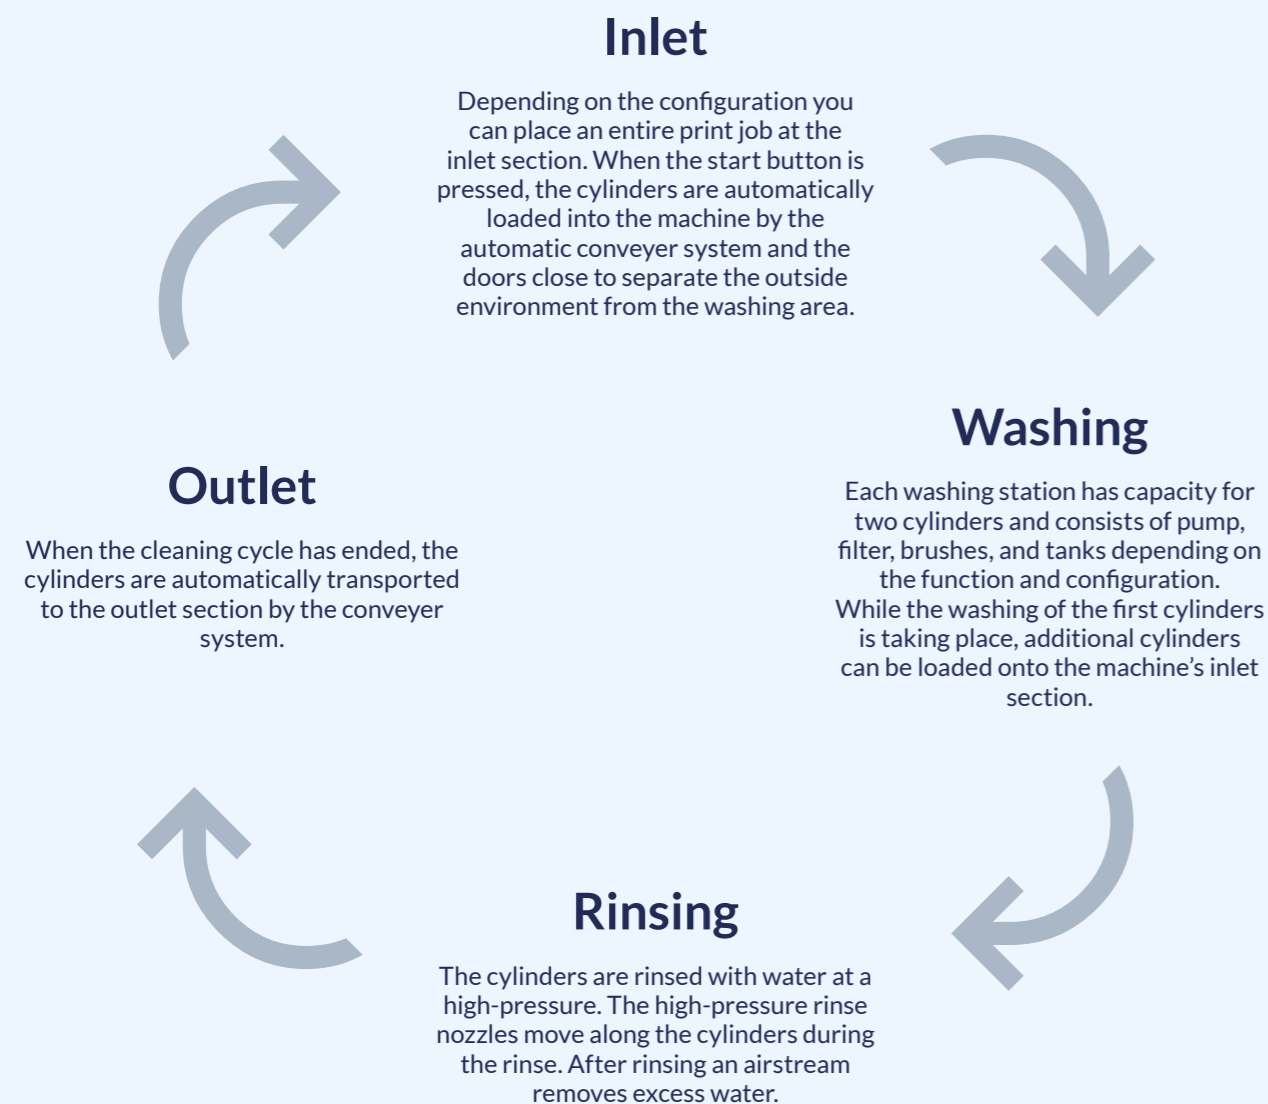 Inlet
Depending on the configuration you
can place an entire print job at the
inlet section. When the start button is
pressed, the cylinders are automatically
loaded into the machine by the
automatic conveyer system and the
doors close to separate the outside
environment from the washing area.
Washing
Each washing station has capacity for
two cylinders and consists of pump,
filter, brushes, and tanks depending on
the function and configuration.
While the washing of the first cylinders
is taking place, additional cylinders
can be loaded onto the machine’s inlet
section.
Rinsing
The cylinders are rinsed with water at a
high-pressure. The high-pressure rinse
nozzles move along the cylinders during
the rinse. After rinsing an airstream
removes excess water.
Outlet
When the cleaning cycle has ended, the
cylinders are automatically transported
to the outlet section by the conveyer
system.